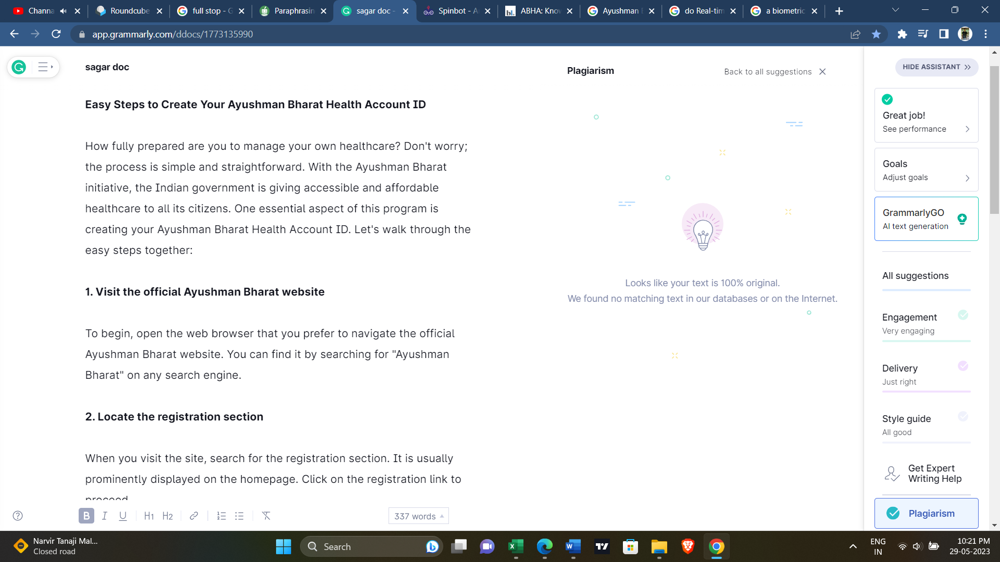 Channa
Roundcube
full stop - G
Paraphrasin
sagar doc -
Spinbot - A
ABHA: Know
Ayushman B
do Real-tim
a biometric
app.grammarly.com/ddocs/1773135990
sagar doc
Plagiarism
Back to all suggestions
HIDE ASSISTANT
Easy Steps to Create Your Ayushman Bharat Health Account ID
How fully prepared are you to manage your own healthcare? Don't worry;
the process is simple and straightforward. With the Ayushman Bharat
initiative, the Indian government is giving accessible and affordable
healthcare to all its citizens. One essential aspect of this program is
creating your Ayushman Bharat Health Account ID. Let's walk through the
easy steps together:
1. Visit the official Ayushman Bharat website
To begin, open the web browser that you prefer to navigate the official
Ayushman Bharat website. You can find it by searching for "Ayushman
Bharat" on any search engine.
2. Locate the registration section
When you visit the site, search for the registration section. It is usually
prominently displayed on the homepage. Click on the registration link to
proceed.
Looks like your text is 100% original.
We found no matching text in our databases or on the Internet.
Great job!
See performance
Goals
Adjust goals
GrammarlyGO
AI text generation
All suggestions
Engagement
Very engaging
Delivery
Just right
Style guide
All good
Get Expert
Writing Help
Plagiarism
B I U H1 H2
337 words
Narvir Tanaji Mal...
Closed road
Search
ENG
IN
10:21 PM
29-05-2023